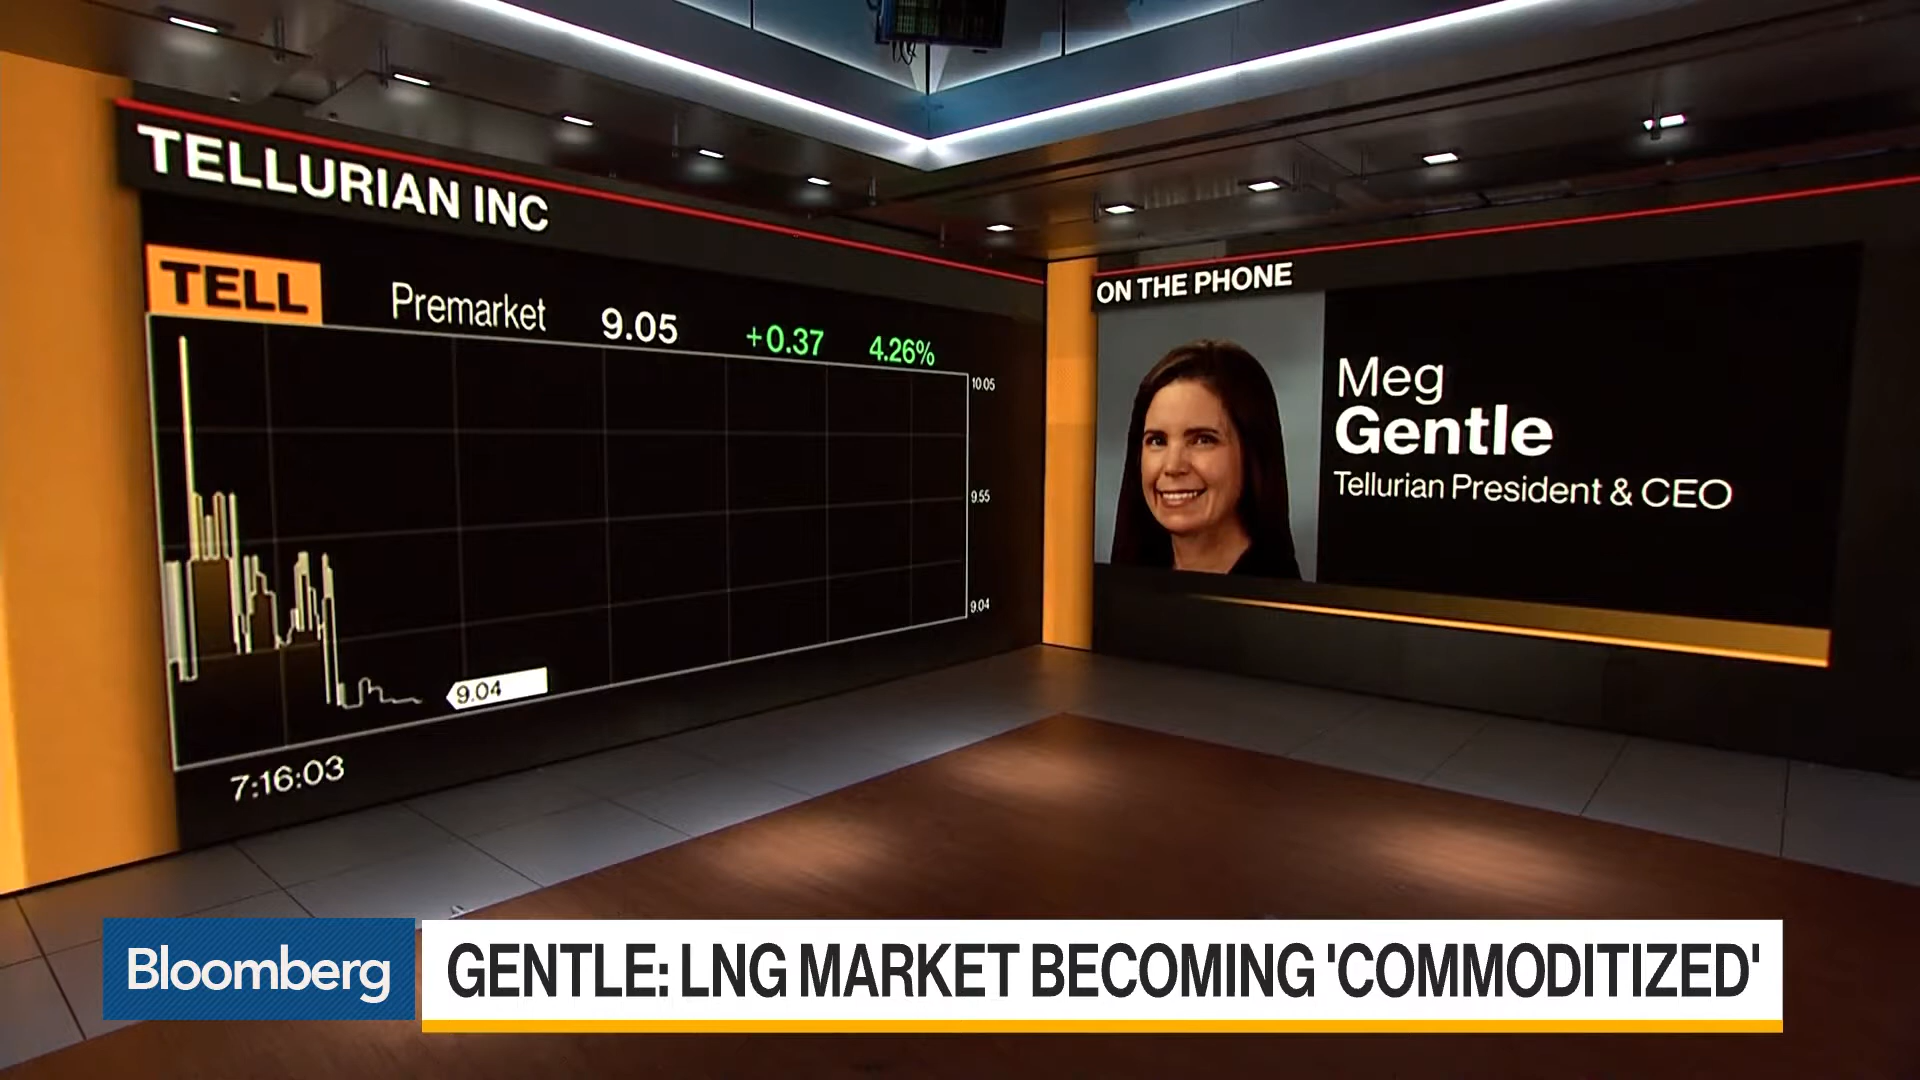 TELLURIAN INC
TELL Premarket 9.05 +0.37 4.26%
10.05
9.55
9.04
9.04
7:16:03
ON THE PHONE
Meg
Gentle
Tellurian President & CEO
Bloomberg
GENTLE: LNG MARKET BECOMING 'COMMODITIZED'